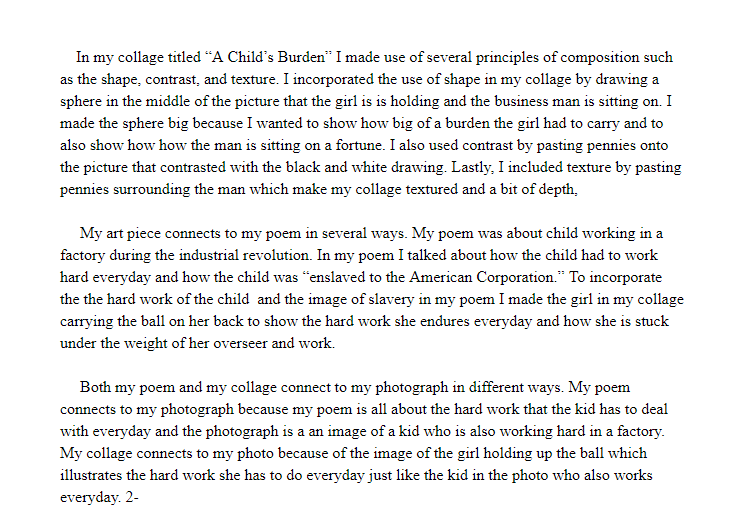 In my collage titled “A Child’s Burden” I made use of several principles of composition such
as the shape, contrast, and texture. I incorporated the use of shape in my collage by drawing a
sphere in the middle of the picture that the girl is is holding and the business man is sitting on. I
made the sphere big because I wanted to show how big of a burden the girl had to carry and to
also show how how the man is sitting on a fortune. I also used contrast by pasting pennies onto
the picture that contrasted with the black and white drawing. Lastly, I included texture by pasting
pennies surrounding the man which make my collage textured and a bit of depth,
My art piece connects to my poem in several ways. My poem was about child working in a
factory during the industrial revolution. In my poem I talked about how the child had to work
hard everyday and how the child was “enslaved to the American Corporation.” To incorporate
the the hard work of the child and the image of slavery in my poem I made the girl in my collage
carrying the ball on her back to show the hard work she endures everyday and how she is stuck
under the weight of her overseer and work.
Both my poem and my collage connect to my photograph in different ways. My poem
connects to my photograph because my poem is all about the hard work that the kid has to deal
with everyday and the photograph is a an image of a kid who is also working hard in a factory.
My collage connects to my photo because of the image of the girl holding up the ball which
illustrates the hard work she has to do everyday just like the kid in the photo who also works
everyday. 2-